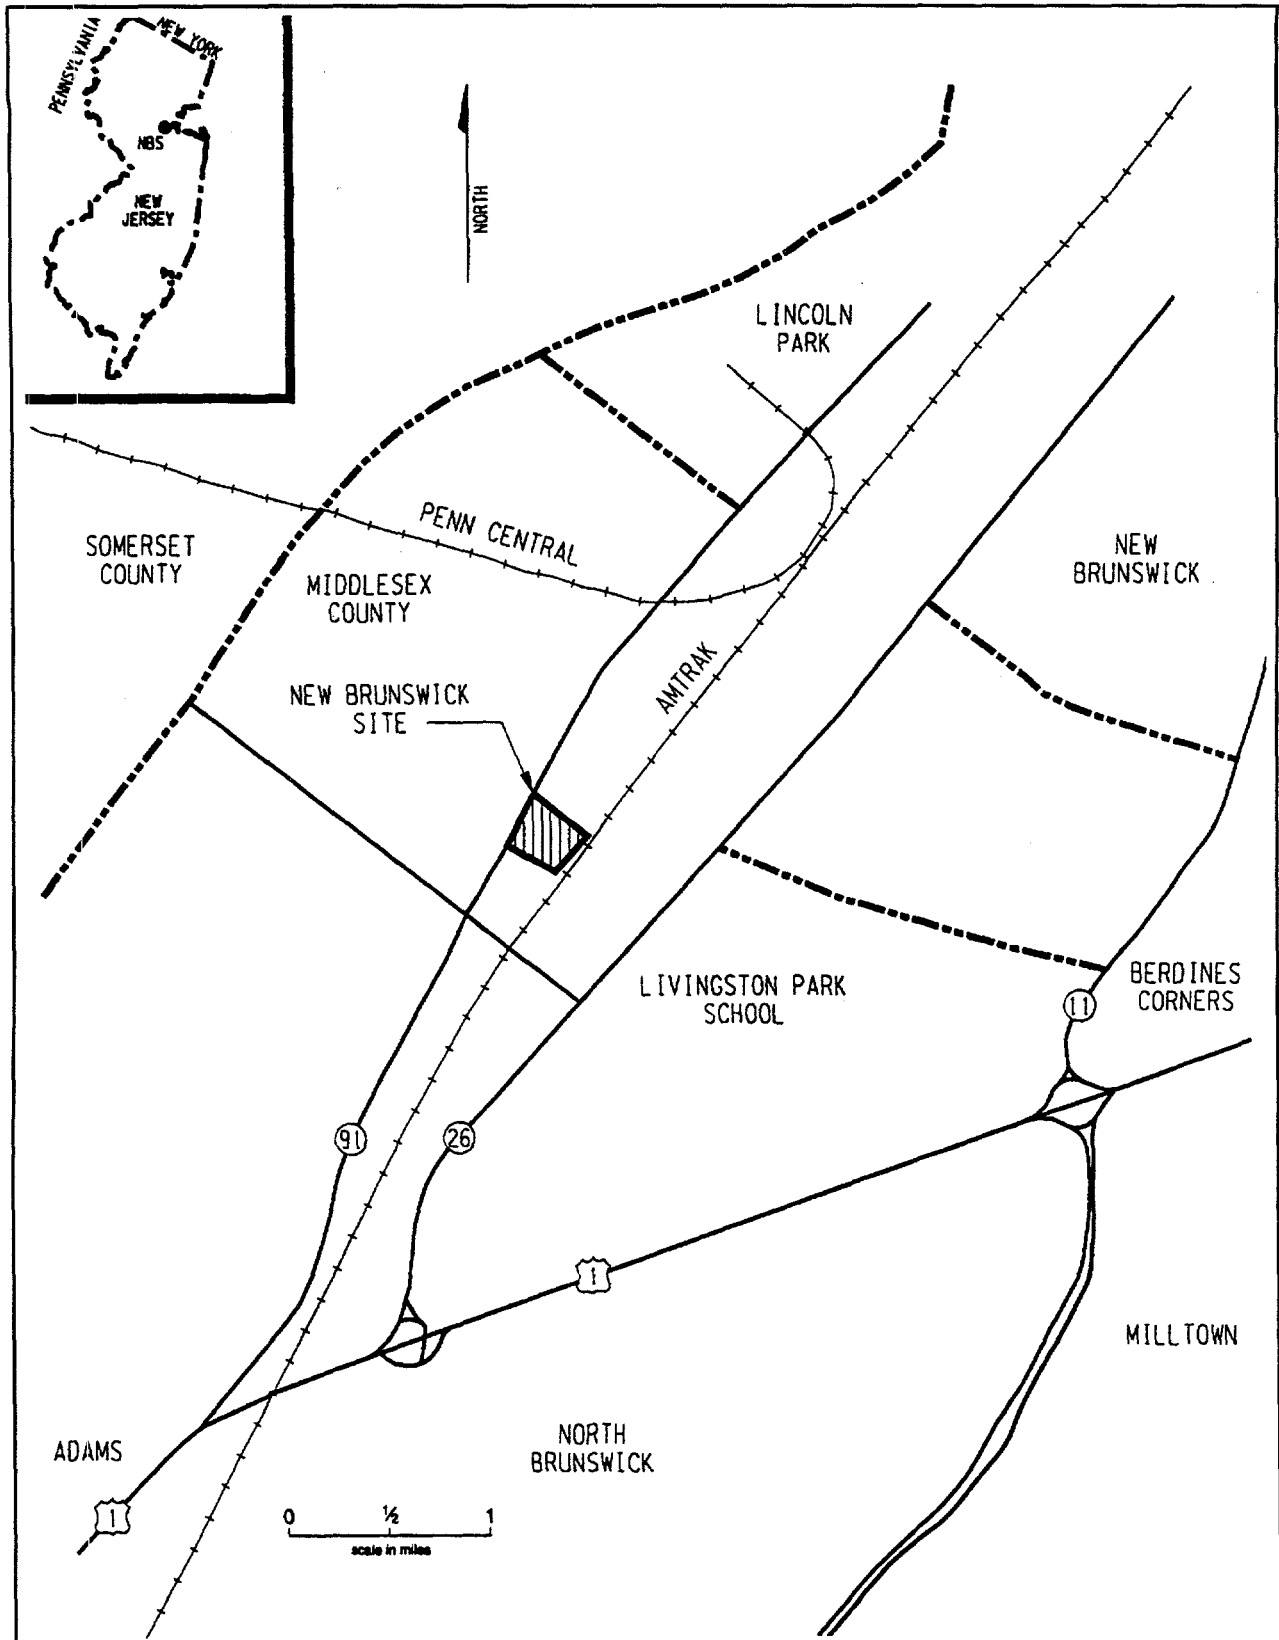 PENNSYLVANIA
NEW YORK
NBS
NEW
JERSEY
NORTH
LINCOLN
PARK
PENN CENTRAL
SOMERSET
COUNTY
MIDDLESEX
COUNTY
NEW
BRUNSWICK
NEW BRUNSWICK
SITE
AMTRAK
LIVINGSTON PARK
SCHOOL
BERDINES
CORNERS
11
91
26
1
MILLTOWN
ADAMS
NORTH
BRUNSWICK
1
0 ½ 1
scale in miles